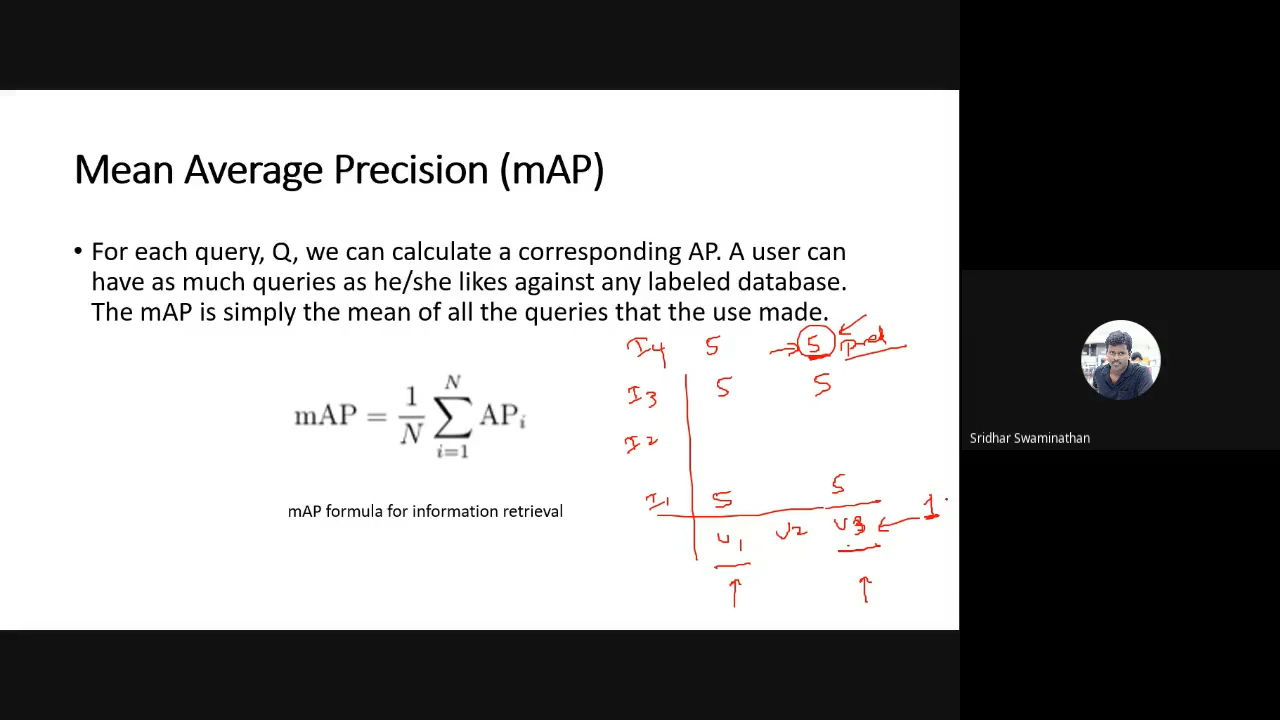 Mean Average Precision (mAP)
• For each query, Q, we can calculate a corresponding AP. A user can
have as much queries as he/she likes against any labeled database.
The mAP is simply the mean of all the queries that the use made.
I4 5 → 5 pred
I3 5 5
mAP = 1/N N∑i=1 APi
I2
I1 5 5
mAP formula for information retrieval
U1 U2 U3 ← 1
Sridhar Swaminathan